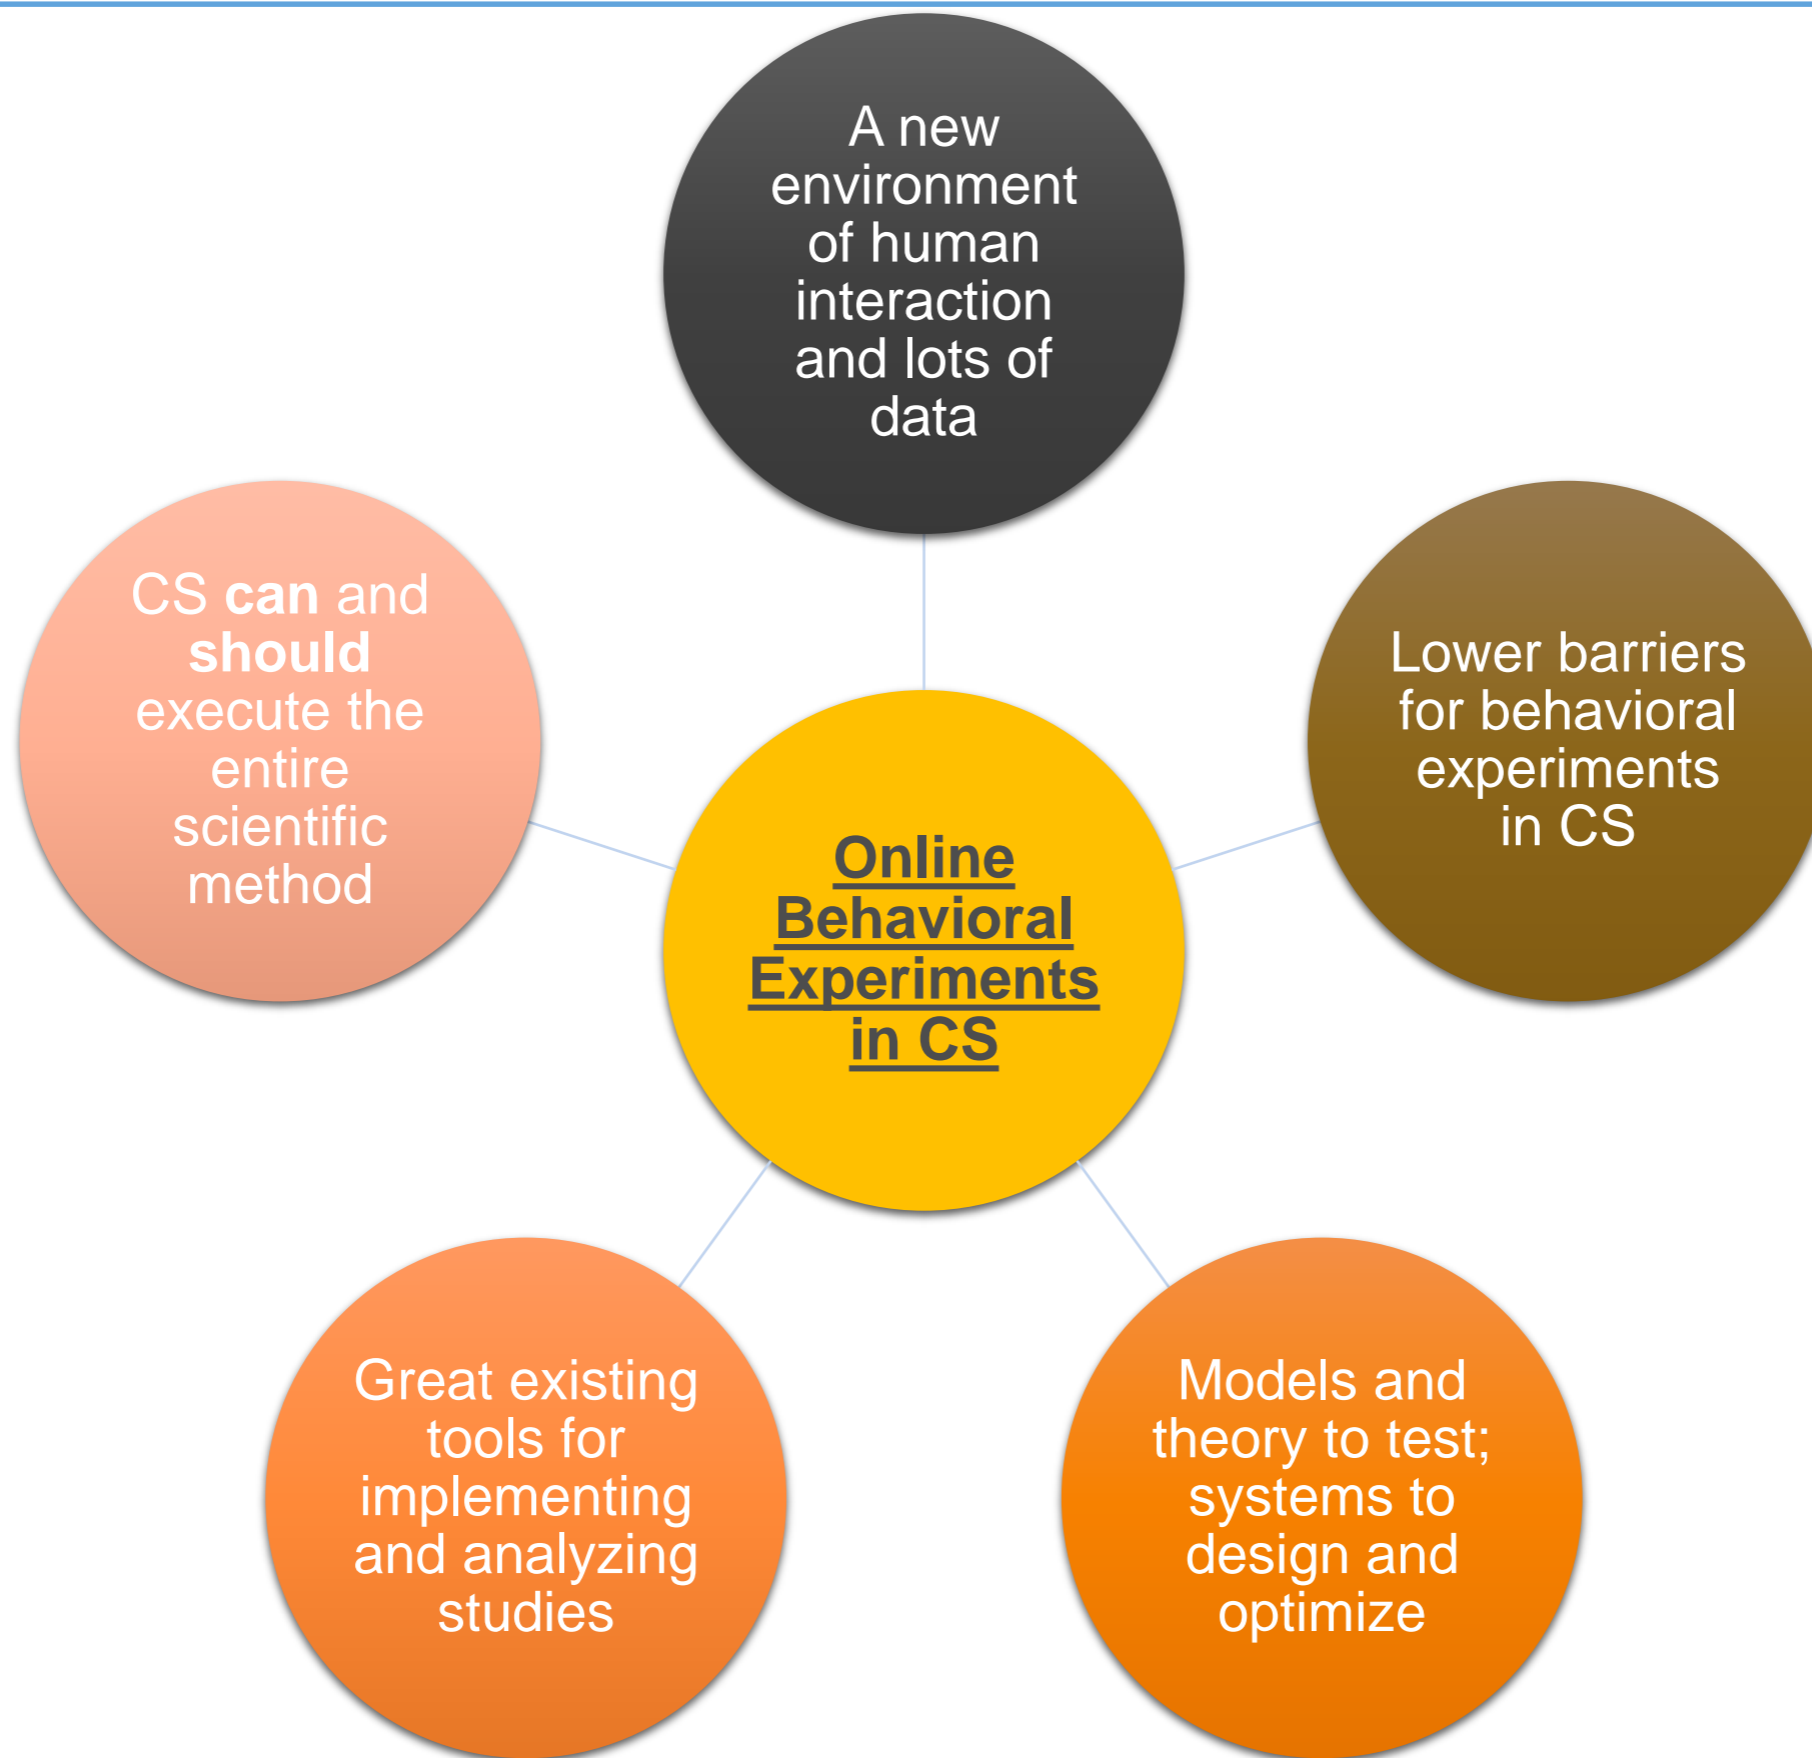 A new
environment
of human
interaction
and lots of
data
CS can and
should
execute the
entire
scientific
method
Lower barriers
for behavioral
experiments
in CS
Online
Behavioral
Experiments
in CS
Great existing
tools for
implementing
and analyzing
studies
Models and
theory to test;
systems to
design and
optimize